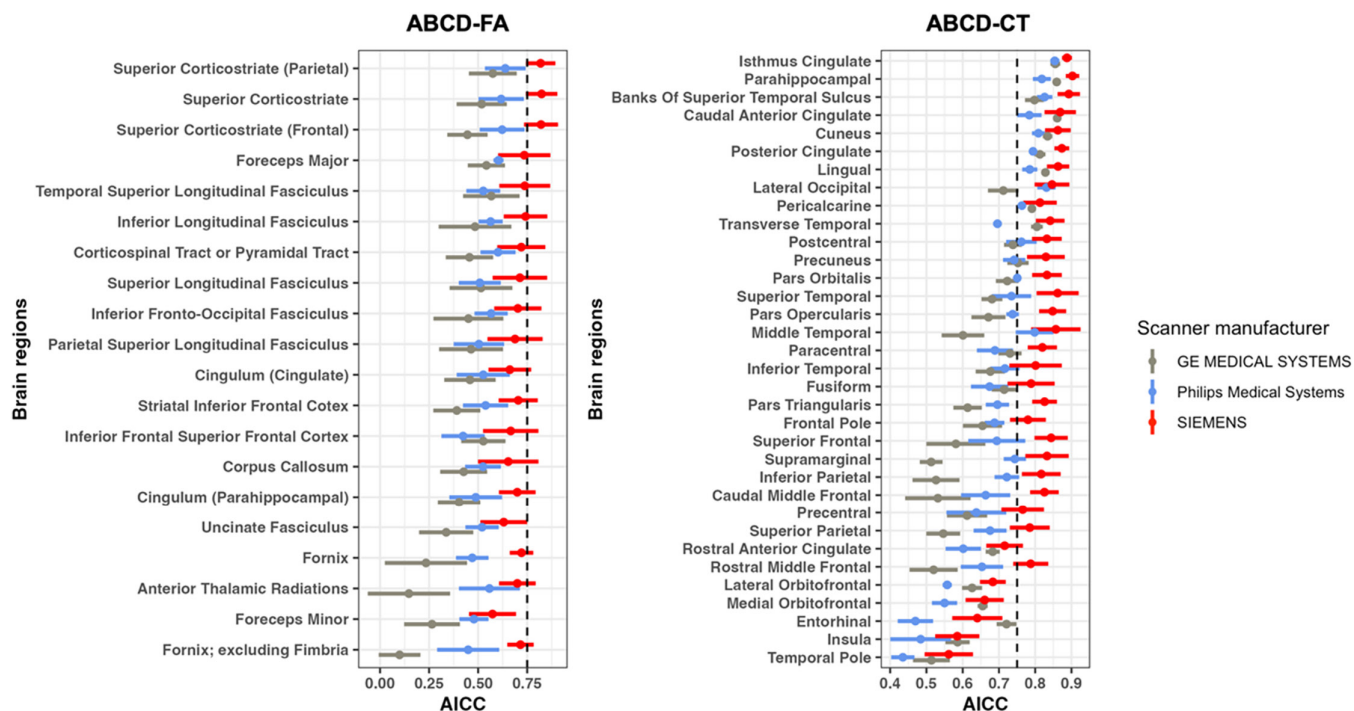 ABCD-FA
Brain regions
Superior Corticostriate (Parietal)
Superior Corticostriate
Superior Corticostriate (Frontal)
Foreceps Major
Temporal Superior Longitudinal Fasciculus
Inferior Longitudinal Fasciculus
Corticospinal Tract or Pyramidal Tract
Superior Longitudinal Fasciculus
Inferior Fronto-Occipital Fasciculus
Parietal Superior Longitudinal Fasciculus
Cingulum (Cingulate)
Striatal Inferior Frontal Cotex
Inferior Frontal Superior Frontal Cortex
Corpus Callosum
Cingulum (Parahippocampal)
Uncinate Fasciculus
Fornix
Anterior Thalamic Radiations
Foreceps Minor
Fornix; excluding Fimbria
0.00 0.25 0.50 0.75
AICC
ABCD-CT
Brain regions
Isthmus Cingulate
Parahippocampal
Banks Of Superior Temporal Sulcus
Caudal Anterior Cingulate
Cuneus
Posterior Cingulate
Lingual
Lateral Occipital
Pericalcarine
Transverse Temporal
Postcentral
Precuneus
Pars Orbitalis
Superior Temporal
Pars Opercularis
Middle Temporal
Paracentral
Inferior Temporal
Fusiform
Pars Triangularis
Frontal Pole
Superior Frontal
Supramarginal
Inferior Parietal
Caudal Middle Frontal
Precentral
Superior Parietal
Rostral Anterior Cingulate
Rostral Middle Frontal
Lateral Orbitofrontal
Medial Orbitofrontal
Entorhinal
Insula
Temporal Pole
0.4 0.5 0.6 0.7 0.8 0.9
AICC
Scanner manufacturer
GE MEDICAL SYSTEMS
Philips Medical Systems
SIEMENS